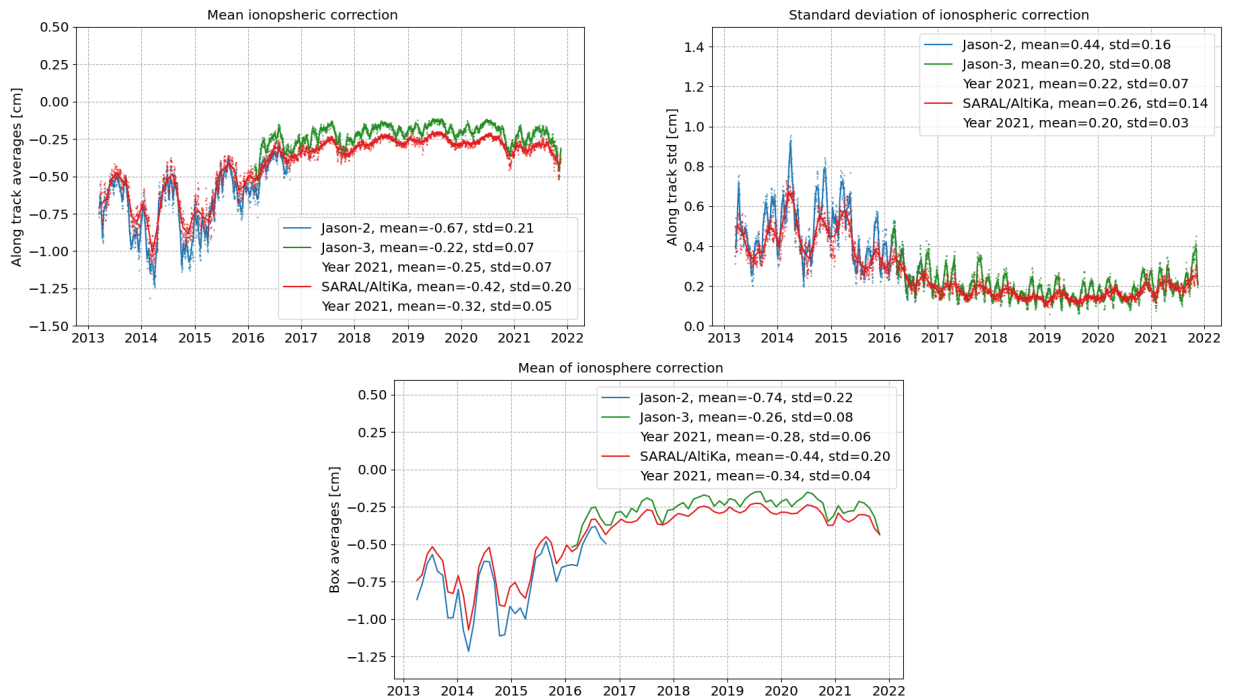 Mean ionopsheric correction
Along track averages [cm]
0.50
0.25
0.00
−0.25
−0.50
−0.75
−1.00
−1.25
−1.50
Jason-2, mean=-0.67, std=0.21
Jason-3, mean=-0.22, std=0.07
Year 2021, mean=-0.25, std=0.07
SARAL/AltiKa, mean=-0.42, std=0.20
Year 2021, mean=-0.32, std=0.05
2013 2014 2015 2016 2017 2018 2019 2020 2021 2022
Standard deviation of ionospheric correction
Along track std [cm]
1.4
1.2
1.0
0.8
0.6
0.4
0.2
0.0
Jason-2, mean=0.44, std=0.16
Jason-3, mean=0.20, std=0.08
Year 2021, mean=0.22, std=0.07
SARAL/AltiKa, mean=0.26, std=0.14
Year 2021, mean=0.20, std=0.03
2013 2014 2015 2016 2017 2018 2019 2020 2021 2022
Mean of ionosphere correction
Box averages [cm]
0.50
0.25
0.00
−0.25
−0.50
−0.75
−1.00
−1.25
Jason-2, mean=-0.74, std=0.22
Jason-3, mean=-0.26, std=0.08
Year 2021, mean=-0.28, std=0.06
SARAL/AltiKa, mean=-0.44, std=0.20
Year 2021, mean=-0.34, std=0.04
2013 2014 2015 2016 2017 2018 2019 2020 2021 2022